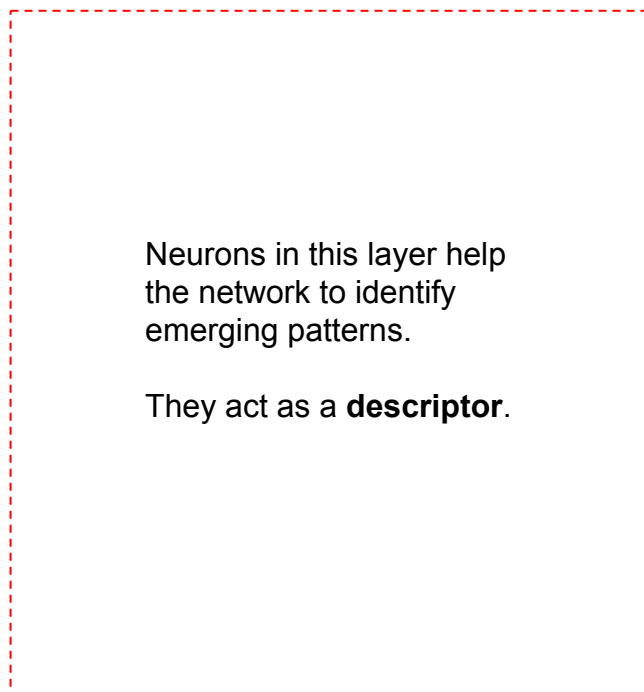 Neurons in this layer help
the network to identify
emerging patterns.
They act as a descriptor.